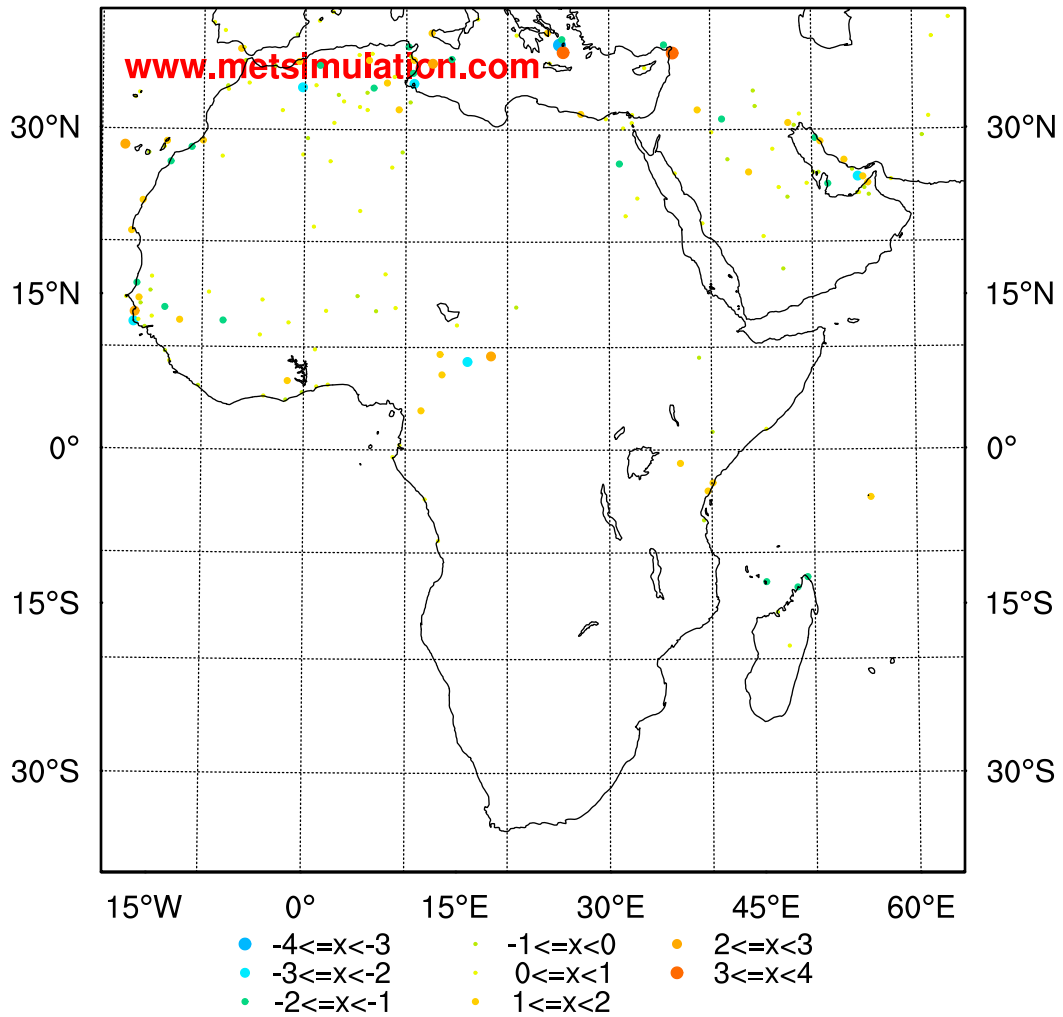 www.metsimulation.com
30°N 30°N
15°N 15°N
0° 0°
15°S 15°S
30°S 30°S
15°W 0° 15°E 30°E 45°E 60°E
-4<=x<-3 -1<=x<0 2<=x<3
-3<=x<-2 0<=x<1 3<=x<4
-2<=x<-1 1<=x<2